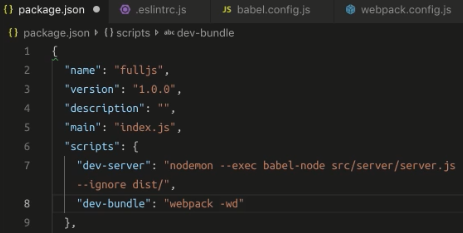 {} package.json ● .eslintrc.js JS babel.config.js webpack.config.js
{} package.json > {} scripts > abc dev-bundle
1 {
2 "name": "fulljs",
3 "version": "1.0.0",
4 "description": "",
5 "main": "index.js",
6 "scripts": {
7 "dev-server": "nodemon --exec babel-node src/server/server.js
--ignore dist/",
8 "dev-bundle": "webpack -wd"
9 },